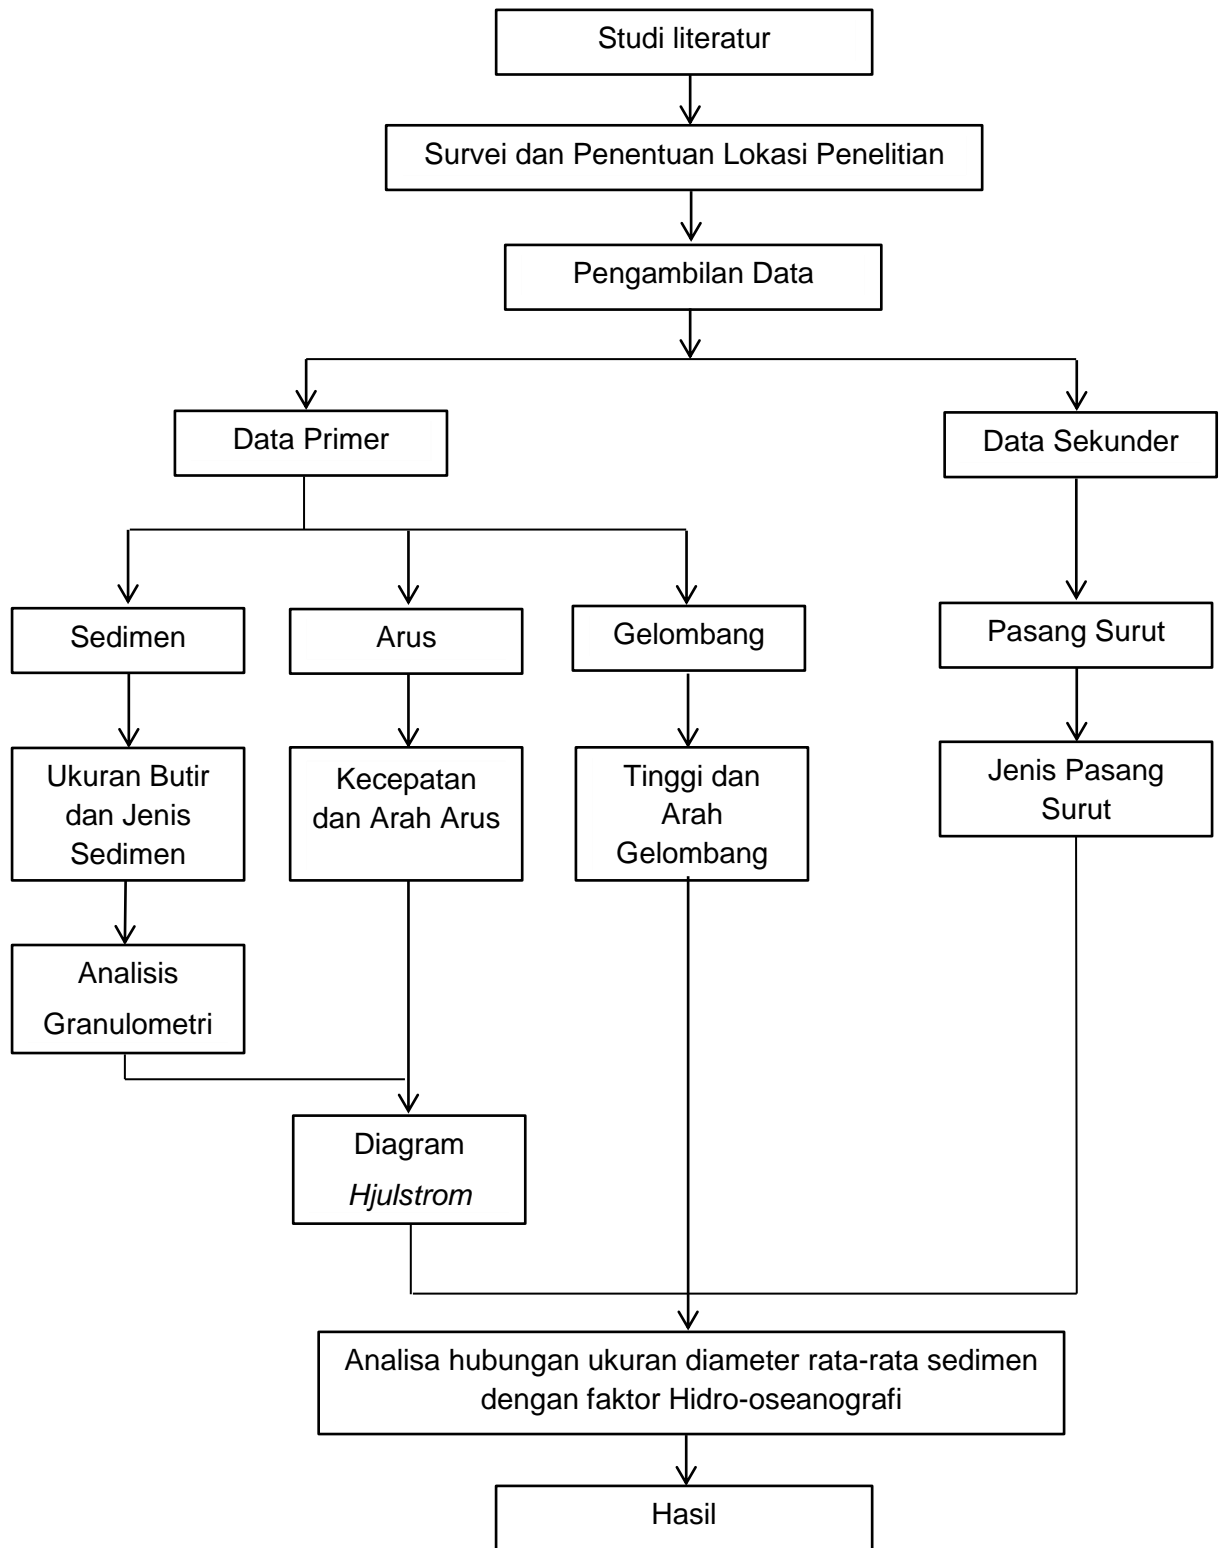 Studi literatur
Survei dan Penentuan Lokasi Penelitian
Pengambilan Data
Data Primer
Data Sekunder
Sedimen
Arus
Gelombang
Pasang Surut
Ukuran Butir
dan Jenis
Sedimen
Kecepatan
dan Arah Arus
Tinggi dan
Arah
Gelombang
Jenis Pasang
Surut
Analisis
Granulometri
Diagram
Hjulstrom
Analisa hubungan ukuran diameter rata-rata sedimen
dengan faktor Hidro-oseanografi
Hasil